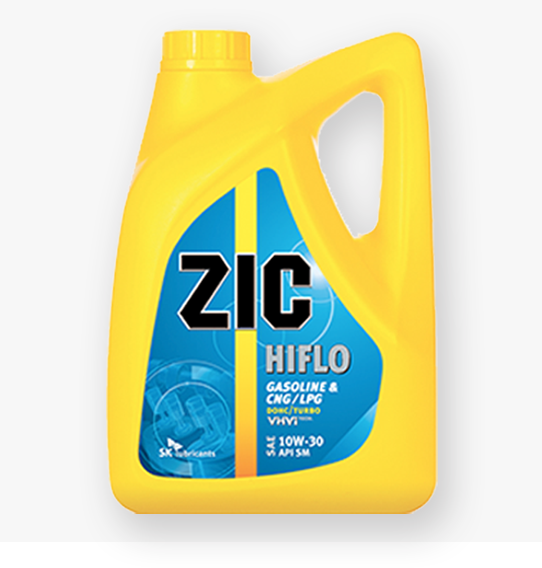 ZIC
HIFLO
GASOLINE &
CNG/LPG
DOHC/TURBO
VHVI
SAE 10W-30
API SM
SK lubricants